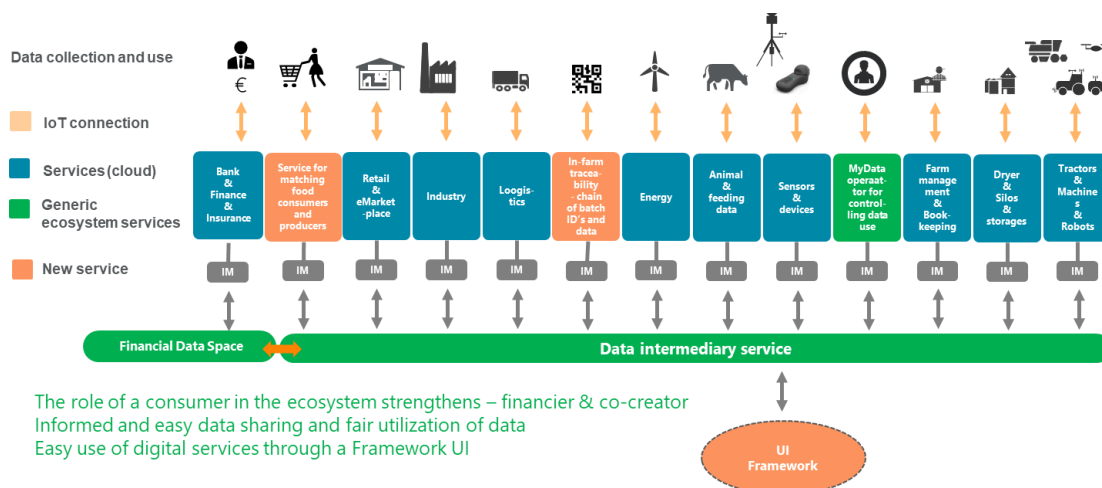 Data collection and use
€
IoT connection
Services (cloud)
Generic
ecosystem services
New service
Bank
&
Finance
&
Insurance
Service for
matching
food
consumers
and
producers
Retail
&
eMarket
-place
Industry
Loogis-
tics
In-farm
tracea-
bility
- chain
of batch
ID's and
data
Energy
Animal
&
feeding
data
Sensors
&
devices
MyData
operaat-
tor for
control-
ling data
use
Farm
manage
ment
&
Book-
keeping
Dryer
&
Silos
&
storages
Tractors
&
Machine
s
&
Robots
IM
IM
IM
IM
IM
IM
IM
IM
IM
IM
IM
IM
IM
Financial Data Space
Data intermediary service
The role of a consumer in the ecosystem strengthens – financier & co-creator
Informed and easy data sharing and fair utilization of data
Easy use of digital services through a Framework UI
UI
Framework